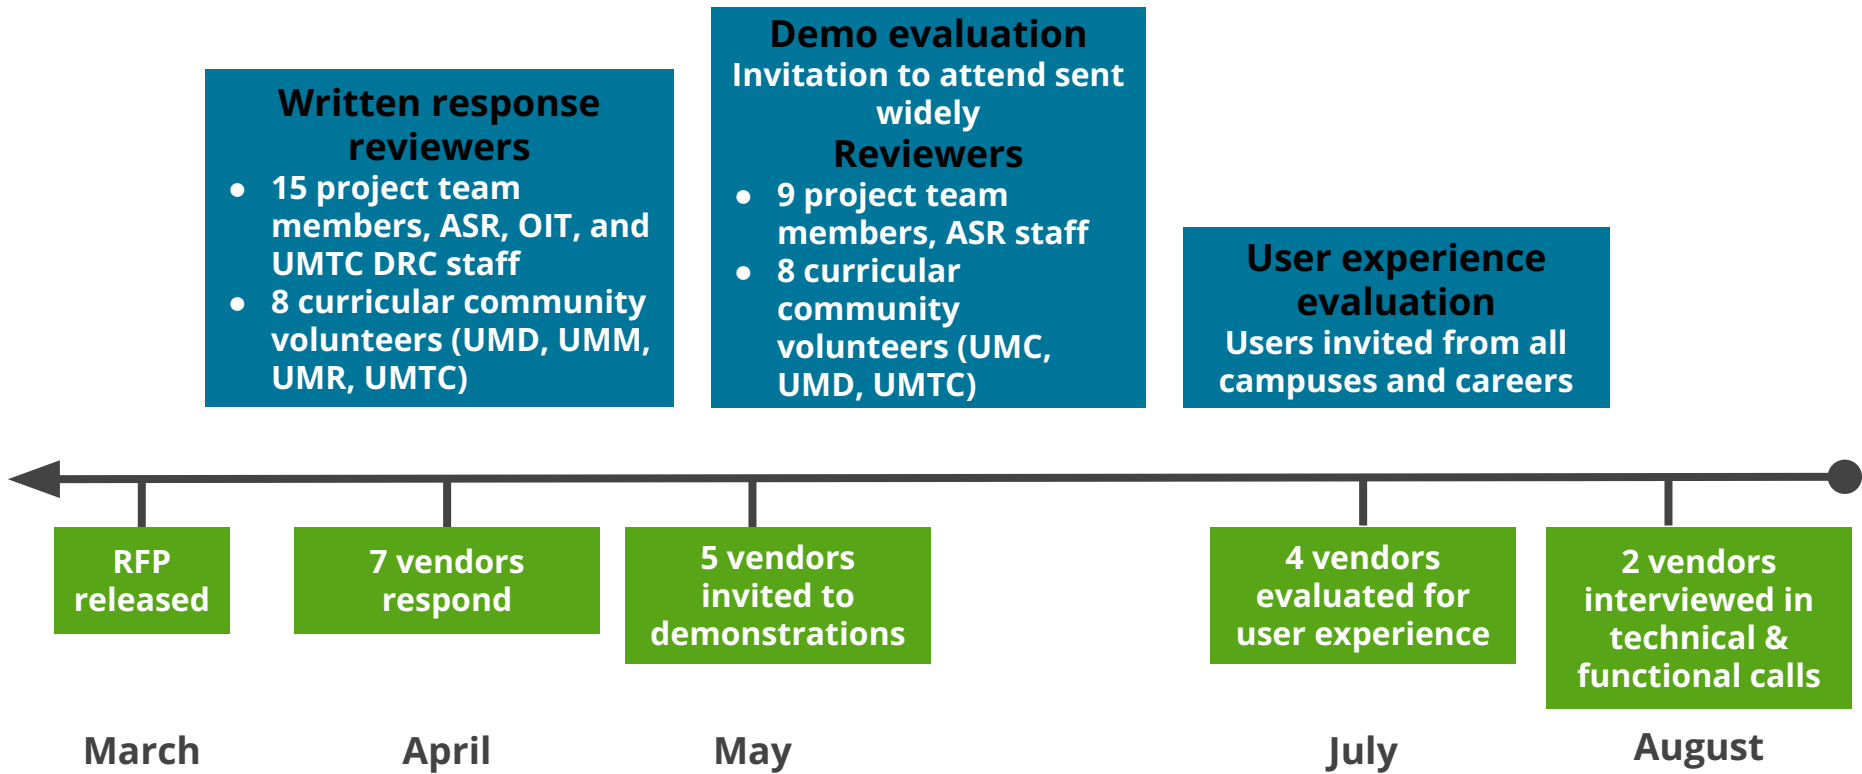 Written response
reviewers
● 15 project team
members, ASR, OIT, and
UMTC DRC staff
● 8 curricular community
volunteers (UMD, UMM,
UMR, UMTC)
Demo evaluation
Invitation to attend sent
widely
Reviewers
● 9 project team
members, ASR staff
● 8 curricular
community
volunteers (UMC,
UMD, UMTC)
User experience
evaluation
Users invited from all
campuses and careers
RFP
released
7 vendors
respond
5 vendors
invited to
demonstrations
4 vendors
evaluated for
user experience
2 vendors
interviewed in
technical &
functional calls
March
April
May
July
August